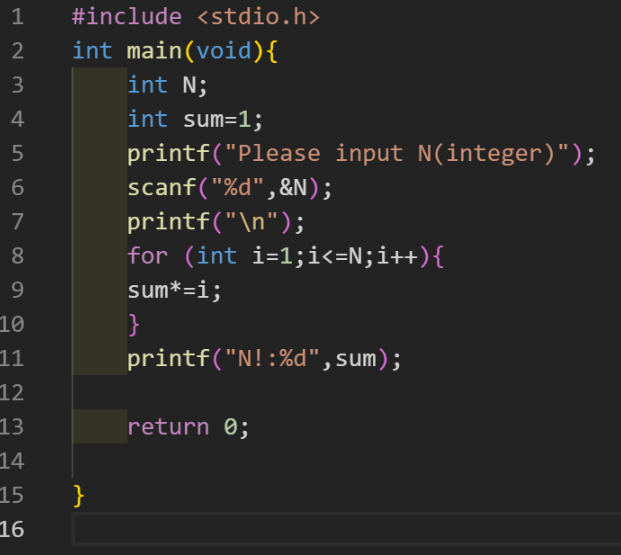 1 #include <stdio.h>
2 int main(void){
3     int N;
4     int sum=1;
5     printf("Please input N(integer)");
6     scanf("%d",&N);
7     printf("\n");
8     for (int i=1;i<=N;i++){
9     sum*=i;
10     }
11     printf("N!:%d",sum);
12
13     return 0;
14
15 }
16